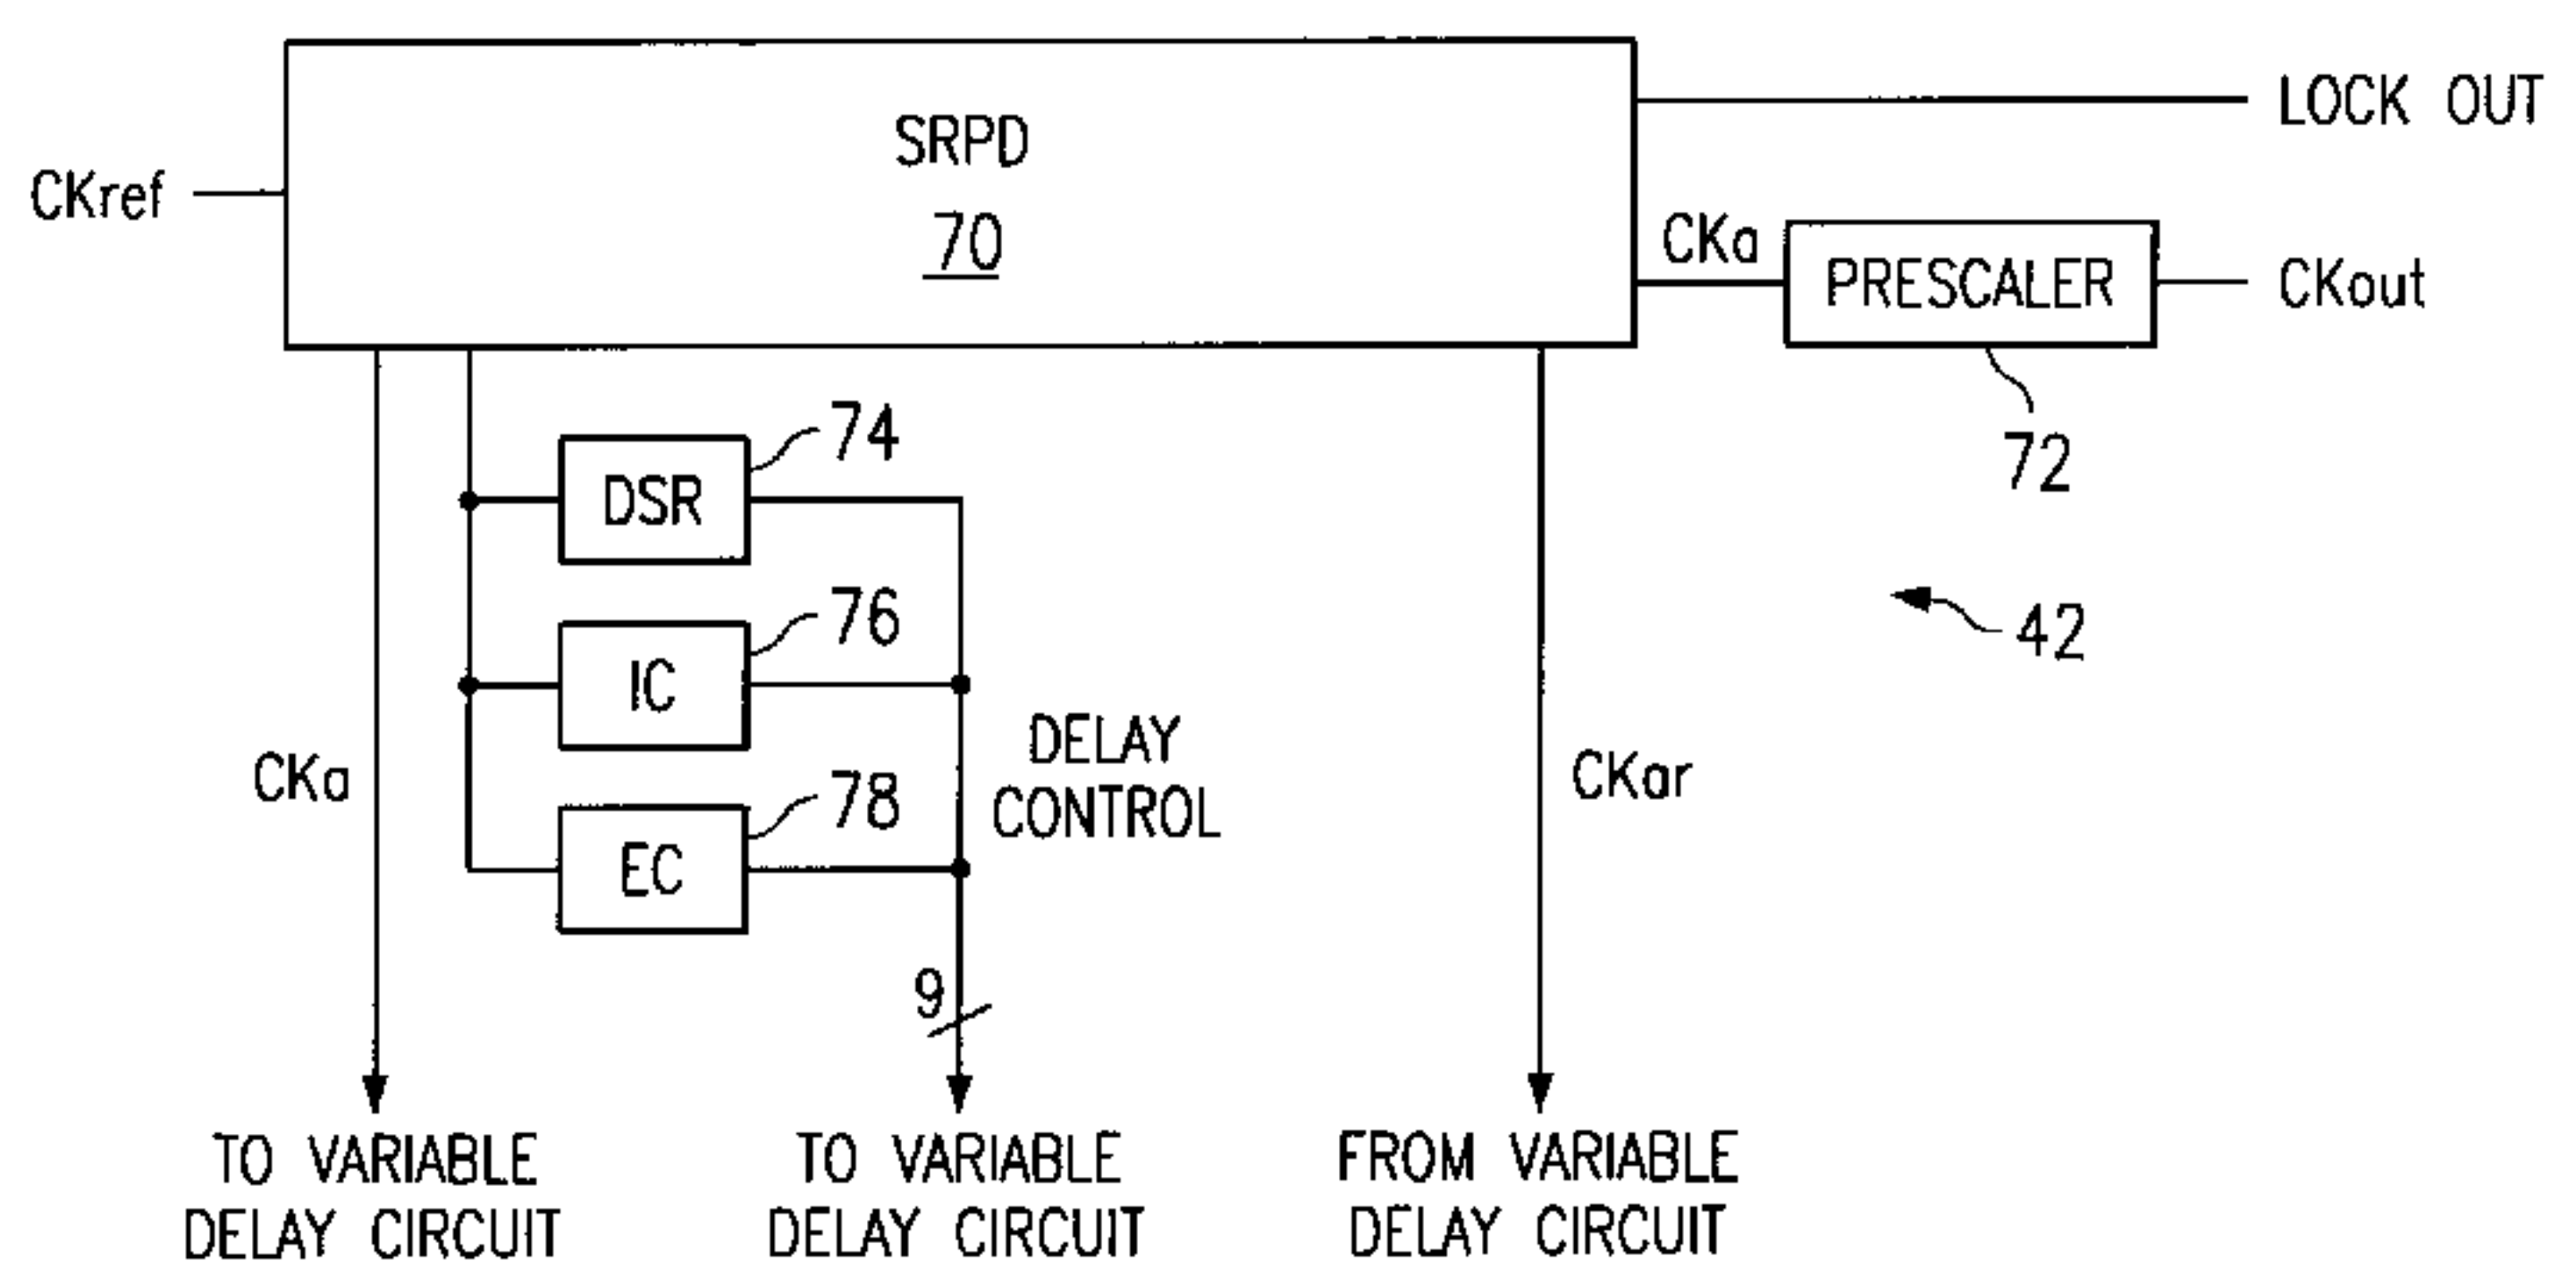 LOCK OUT
SRPD
CKref
70
CKa
PRESCALER
CKout
72
74
DSR
76
IC
42
DELAY
CONTROL
CKa
CKar
78
EC
9
TO VARIABLE
DELAY CIRCUIT
TO VARIABLE
DELAY CIRCUIT
FROM VARIABLE
DELAY CIRCUIT